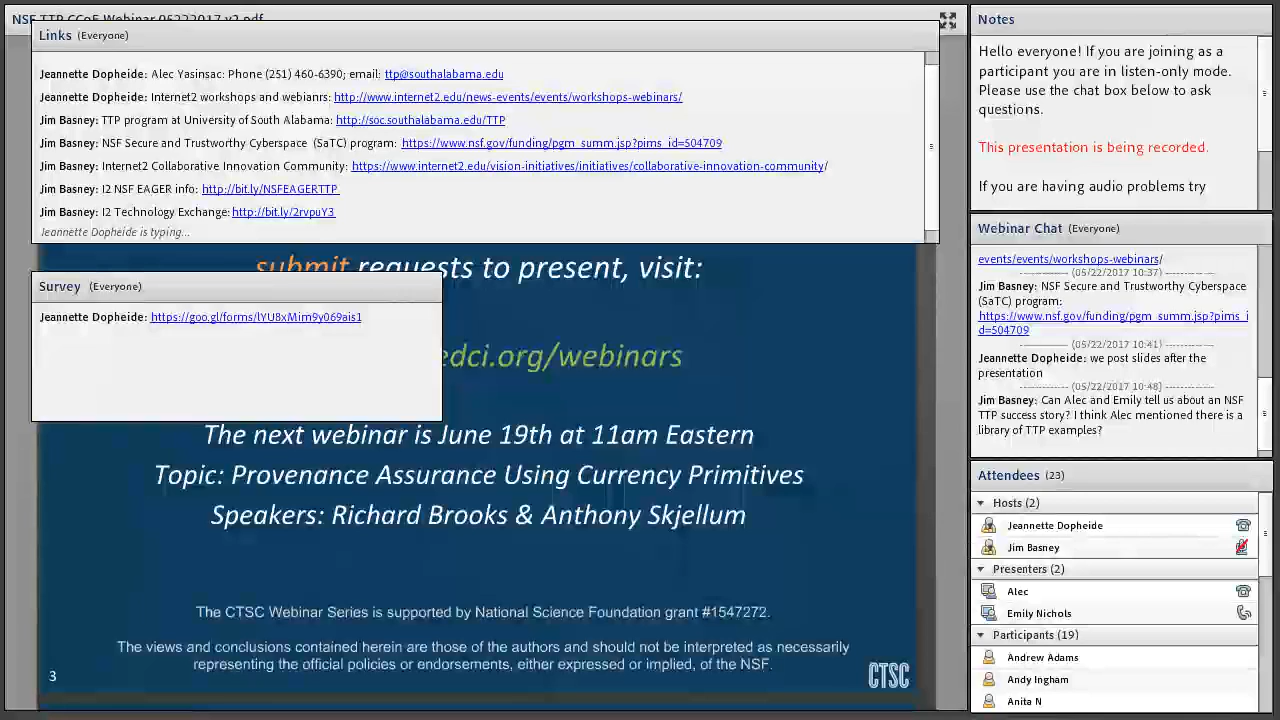 NSF TTP CCoE Webinar 05222017 v2.pdf
Links (Everyone)
Jeannette Dopheide: Alec Yasinsac: Phone (251) 460-6390; email: ttp@southalabama.edu
Jeannette Dopheide: Internet2 workshops and webianrs: http://www.internet2.edu/news-events/events/workshops-webinars/
Jim Basney: TTP program at University of South Alabama: http://soc.southalabama.edu/TTP
Jim Basney: NSF Secure and Trustworthy Cyberspace (SaTC) program: https://www.nsf.gov/funding/pgm_summ.jsp?pims_id=504709
Jim Basney: Internet2 Collaborative Innovation Community: https://www.internet2.edu/vision-initiatives/initiatives/collaborative-innovation-community/
Jim Basney: I2 NSF EAGER info: http://bit.ly/NSFEAGERTTP
Jim Basney: I2 Technology Exchange: http://bit.ly/2rvpuY3
Jeannette Dopheide is typing...
submit requests to present, visit:
Survey (Everyone)
Jeannette Dopheide: https://goo.gl/forms/lYU8xMim9y069ais1
edci.org/webinars
The next webinar is June 19th at 11am Eastern
Topic: Provenance Assurance Using Currency Primitives
Speakers: Richard Brooks & Anthony Skjellum
The CTSC Webinar Series is supported by National Science Foundation grant #1547272.
The views and conclusions contained herein are those of the authors and should not be interpreted as necessarily
representing the official policies or endorsements, either expressed or implied, of the NSF.
3
CTSC
Notes
Hello everyone! If you are joining as a
participant you are in listen-only mode.
Please use the chat box below to ask
questions.
This presentation is being recorded.
If you are having audio problems try
Webinar Chat (Everyone)
events/events/workshops-webinars/
--------------- (05/22/2017 10:37) ---------------
Jim Basney: NSF Secure and Trustworthy Cyberspace
(SaTC) program:
https://www.nsf.gov/funding/pgm_summ.jsp?pims_i
d=504709
--------------- (05/22/2017 10:41) ---------------
Jeannette Dopheide: we post slides after the
presentation
--------------- (05/22/2017 10:48) ---------------
Jim Basney: Can Alec and Emily tell us about an NSF
TTP success story? I think Alec mentioned there is a
library of TTP examples?
Attendees (23)
Hosts (2)
Jeannette Dopheide
Jim Basney
Presenters (2)
Alec
Emily Nichols
Participants (19)
Andrew Adams
Andy Ingham
Anita N